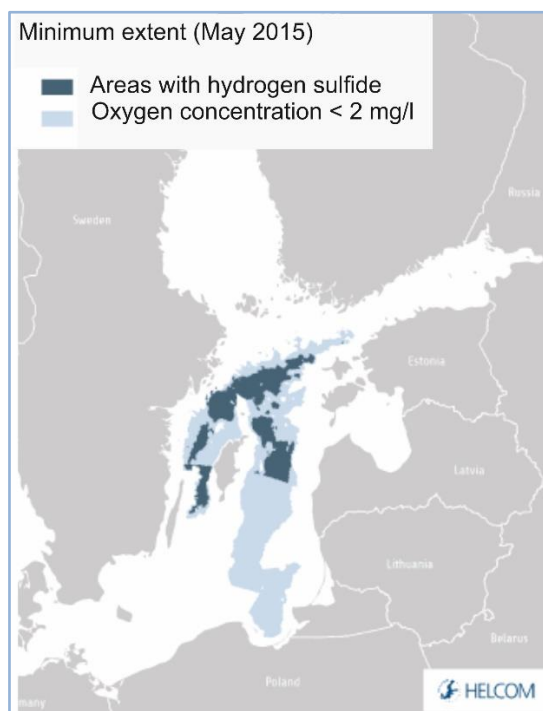 Minimum extent (May 2015)
Areas with hydrogen sulfide
Oxygen concentration < 2 mg/l
Russia
Sweden
Estonia
Latvia
Lithuania
Belarus
Poland
many
HELCOM